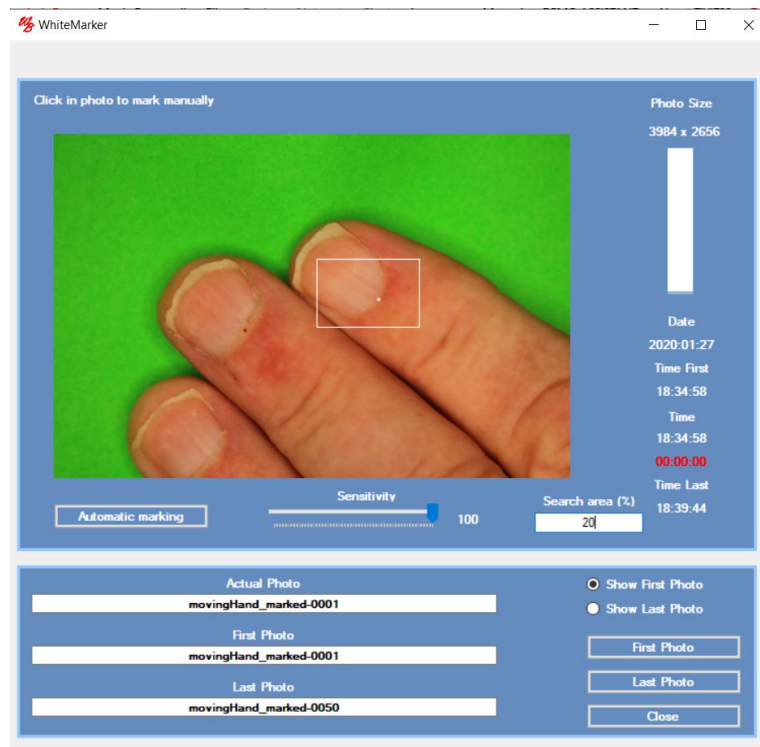 WhiteMarker
Click in photo to mark manually
Photo Size
3984 x 2656
Date
2020:01:27
Time First
18:34:58
Time
18:34:58
00:00:00
Time Last
18:39:44
Automatic marking
Sensitivity
100
Search area (%)
20
Actual Photo
movingHand_marked-0001
First Photo
movingHand_marked-0001
Last Photo
movingHand_marked-0050
Show First Photo
Show Last Photo
First Photo
Last Photo
Close